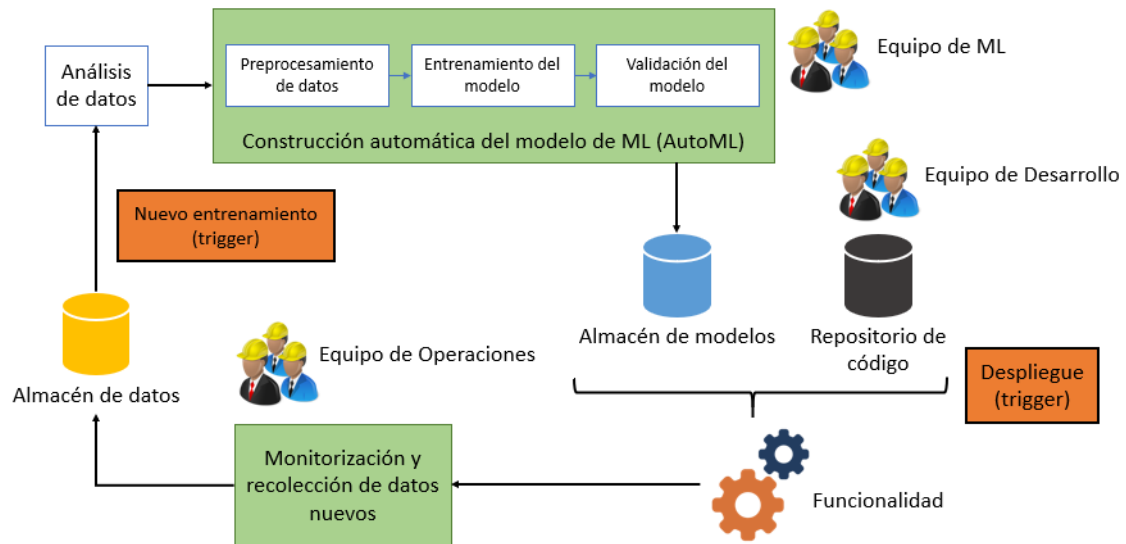 Análisis
de datos
Preprocesamiento
de datos
Entrenamiento del
modelo
Validación del
modelo
Construcción automática del modelo de ML (AutoML)
Equipo de ML
Equipo de Desarrollo
Nuevo entrenamiento
(trigger)
Almacén de modelos
Repositorio de
código
Equipo de Operaciones
Almacén de datos
Despliegue
(trigger)
Monitorización y
recolección de datos
nuevos
Funcionalidad